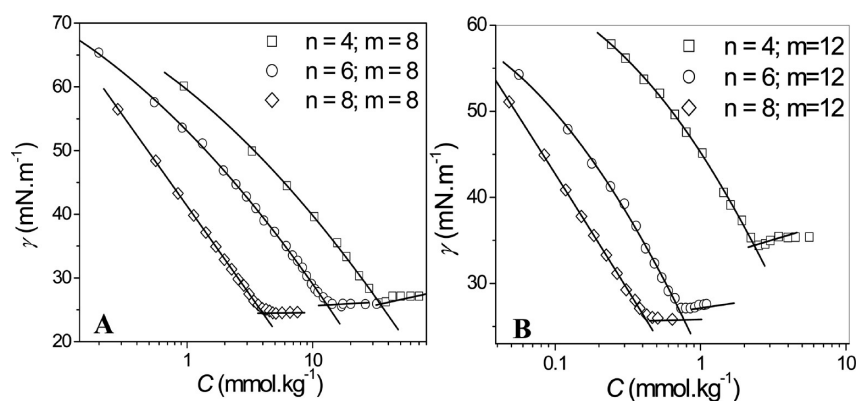 70
60
50
40
30
20
γ (mN.m⁻¹)
n = 4; m = 8
n = 6; m = 8
n = 8; m = 8
A
1
10
C (mmol.kg⁻¹)
60
50
40
30
γ (mN.m⁻¹)
n = 4; m=12
n = 6; m=12
n = 8; m=12
B
0.1
1
10
C (mmol.kg⁻¹)